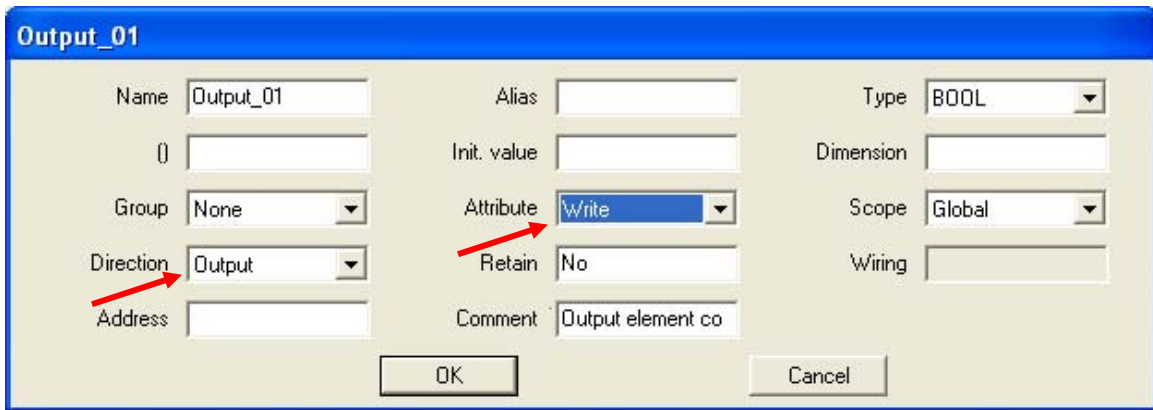 Output_01
Name Output_01 Alias Type BOOL
() Init. value Dimension
Group None Attribute Write Scope Global
Direction Output Retain No Wiring
Address Comment Output element co
OK Cancel